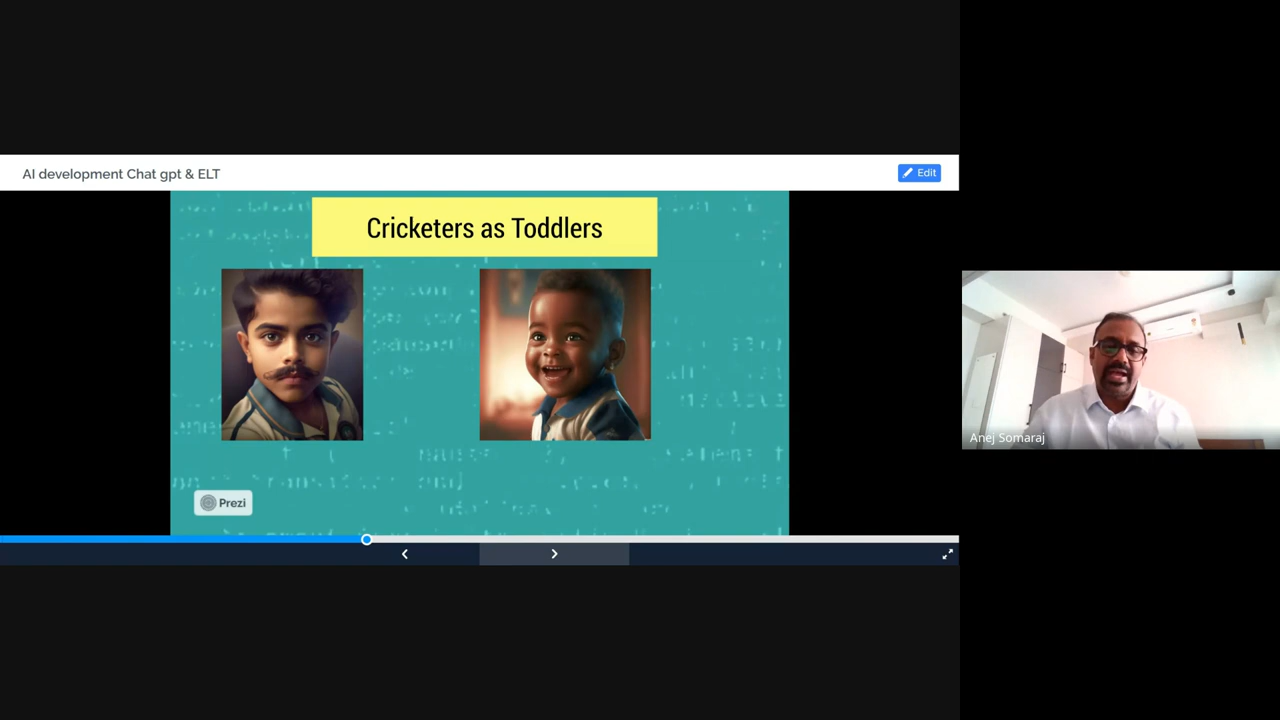 AI development Chat gpt & ELT
Edit
Cricketers as Toddlers
Prezi
Anej Somaraj